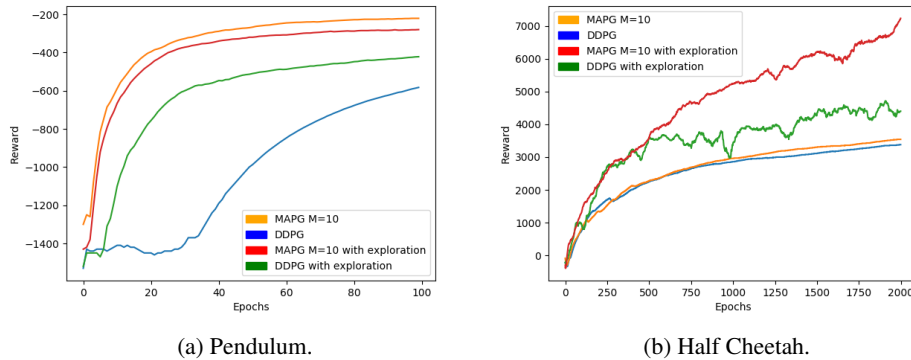 −200
−400
−600
−800
−1000
−1200
−1400
Reward
0
20
40
60
80
100
Epochs
MAPG M=10
DDPG
MAPG M=10 with exploration
DDPG with exploration
(a) Pendulum.
7000
6000
5000
4000
3000
2000
1000
0
Reward
0
250
500
750
1000
1250
1500
1750
2000
Epochs
MAPG M=10
DDPG
MAPG M=10 with exploration
DDPG with exploration
(b) Half Cheetah.